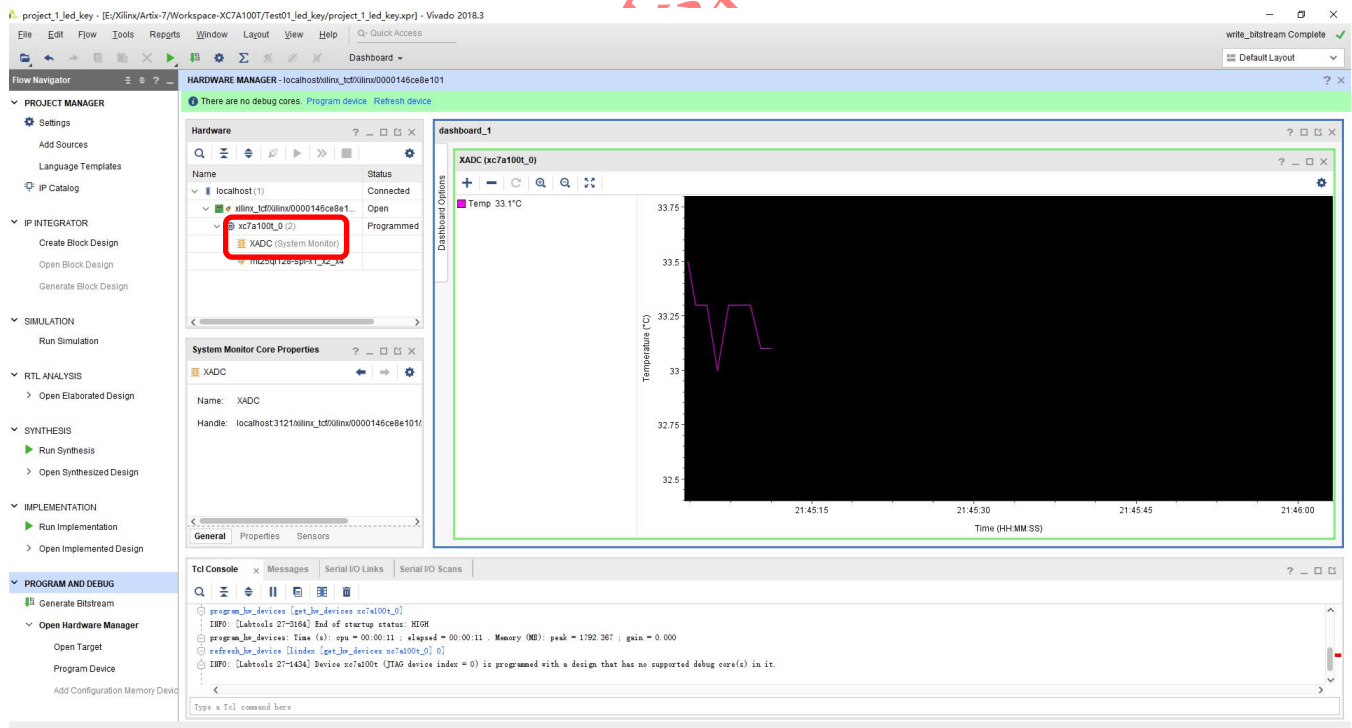 project_1_led_key - [E:/Xilinx/Artix-7/Workspace-XC7A100T/Test01_led_key/project_1_led_key.xpr] - Vivado 2018.3
File Edit Flow Tools Reports Window Layout View Help Q- Quick Access
write_bitstream Complete
Dashboard
Default Layout
Flow Navigator
HARDWARE MANAGER - localhost/xilinx_tcf/Xilinx/0000146ce8e101
There are no debug cores. Program device Refresh device
PROJECT MANAGER
Settings
Add Sources
Language Templates
IP Catalog
IP INTEGRATOR
Create Block Design
Open Block Design
Generate Block Design
SIMULATION
Run Simulation
RTL ANALYSIS
Open Elaborated Design
SYNTHESIS
Run Synthesis
Open Synthesized Design
IMPLEMENTATION
Run Implementation
Open Implemented Design
PROGRAM AND DEBUG
Generate Bitstream
Open Hardware Manager
Open Target
Program Device
Add Configuration Memory Devic
Hardware
Name Status
localhost (1) Connected
xilinx_tcf/Xilinx/0000146ce8e1... Open
xc7a100t_0 (2) Programmed
XADC (System Monitor)
mt25ql128-spi-x1_x2_x4
System Monitor Core Properties
XADC
Name: XADC
Handle: localhost:3121/xilinx_tcf/Xilinx/0000146ce8e101/
General Properties Sensors
dashboard_1
Dashboard Options
XADC (xc7a100t_0)
Temp 33.1°C
Temperature (°C)
33.75
33.5
33.25
33
32.75
32.5
21:45:15 21:45:30 21:45:45 21:46:00
Time (HH:MM:SS)
Tcl Console Messages Serial I/O Links Serial I/O Scans
program_hw_devices [get_hw_devices xc7a100t_0]
INFO: [Labtools 27-3164] End of startup status: HIGH
program_hw_devices: Time (s): cpu = 00:00:11 ; elapsed = 00:00:11 . Memory (MB): peak = 1792.367 ; gain = 0.000
refresh_hw_device [lindex [get_hw_devices xc7a100t_0] 0]
INFO: [Labtools 27-1434] Device xc7a100t (JTAG device index = 0) is programmed with a design that has no supported debug core(s) in it.
Type a Tcl command here